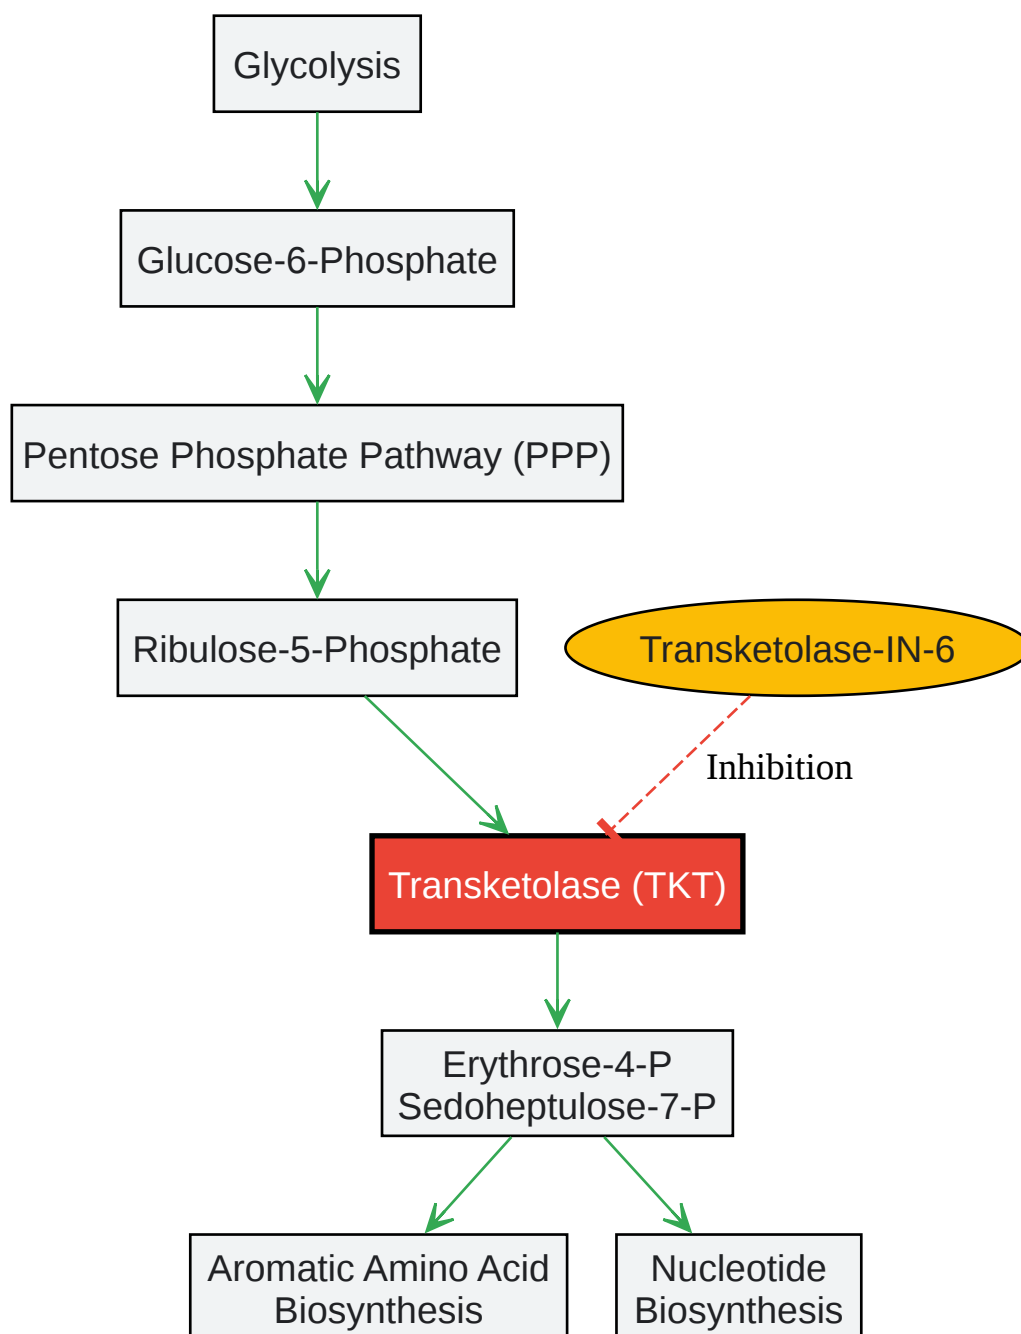 Glycolysis
Glucose-6-Phosphate
Pentose Phosphate Pathway (PPP)
Ribulose-5-Phosphate
Transketolase-IN-6
Inhibition
Transketolase (TKT)
Erythrose-4-P
Sedoheptulose-7-P
Aromatic Amino Acid
Biosynthesis
Nucleotide
Biosynthesis